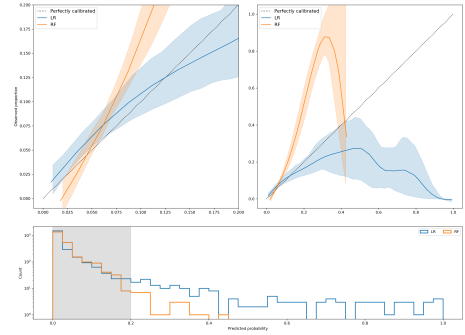 Perfectly calibrated
LR
RF
Observed proportion
0.200
0.175
0.150
0.125
0.100
0.075
0.050
0.025
0.000
0.000 0.025 0.050 0.075 0.100 0.125 0.150 0.175 0.200
Perfectly calibrated
LR
RF
1.0
0.8
0.6
0.4
0.2
0.0
0.0 0.2 0.4 0.6 0.8 1.0
LR RF
Count
10³
10²
10¹
10⁰
0.0 0.2 0.4 0.6 0.8 1.0
Predicted probability